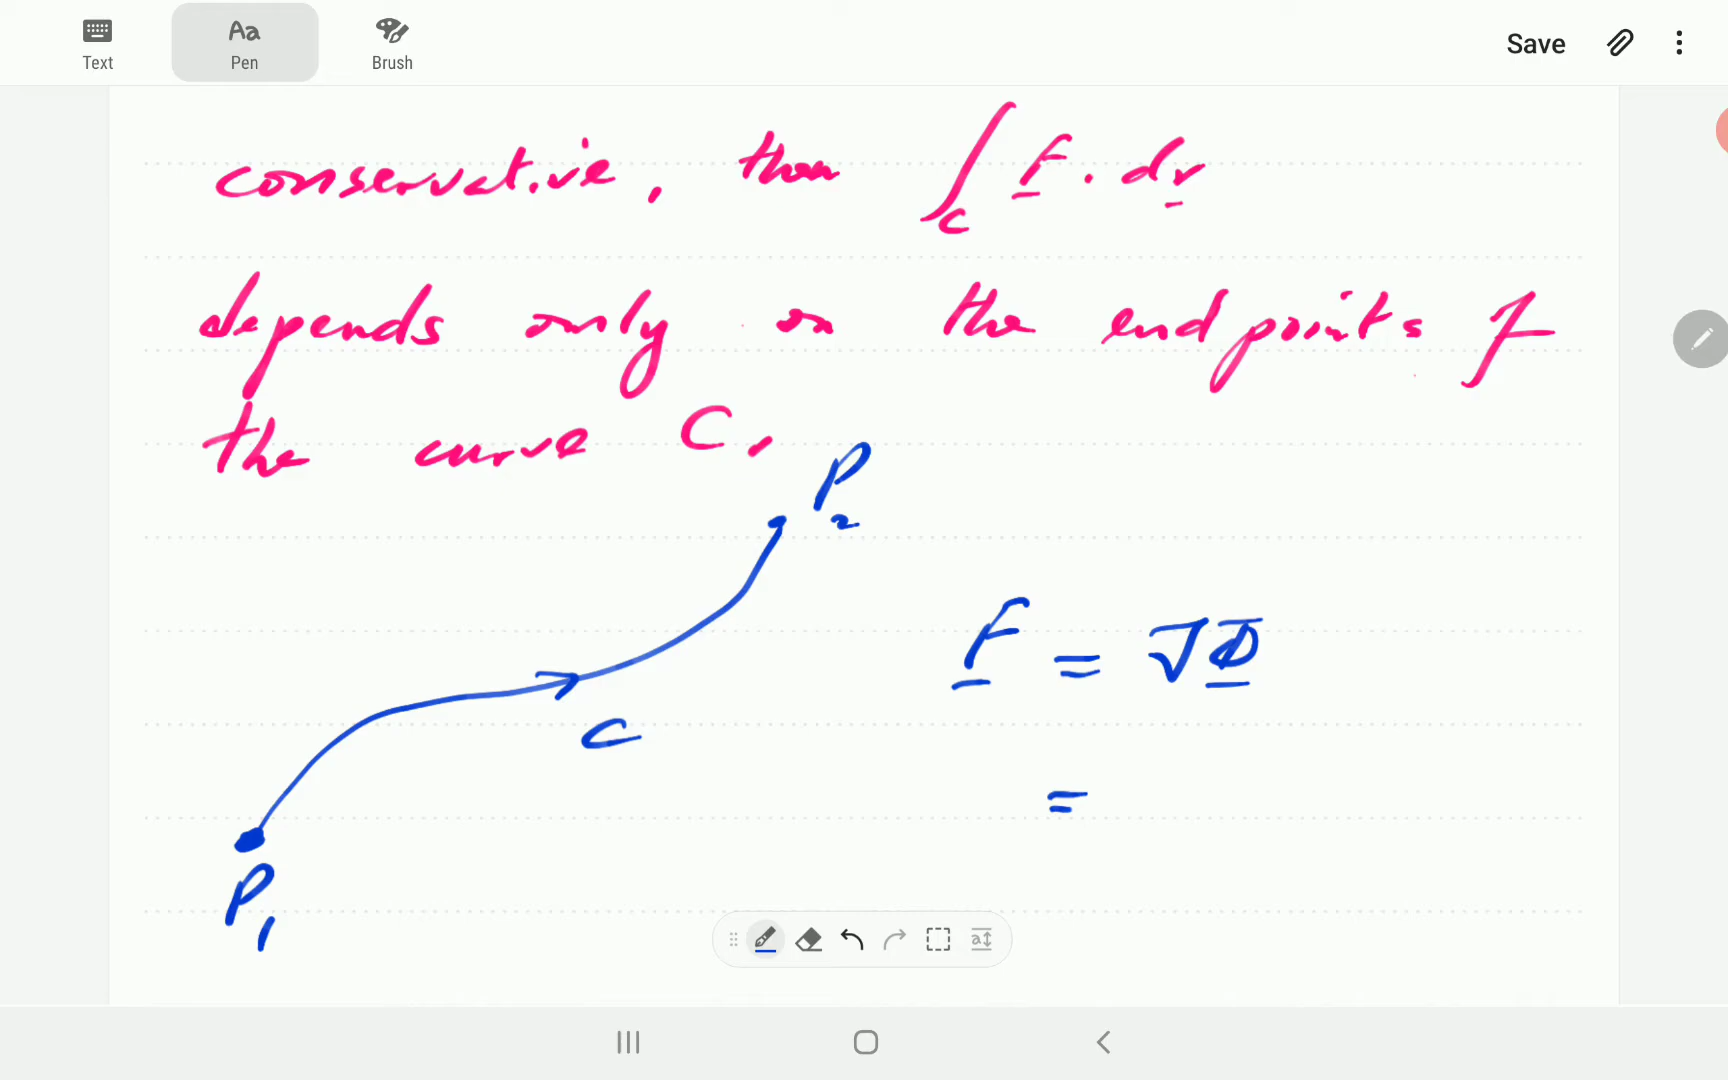 Text Pen Brush Save
conservative, then ∫_C F · dr
depends only on the endpoints of
the curve C.
P₂
F = ∇Φ
C
=
P₁